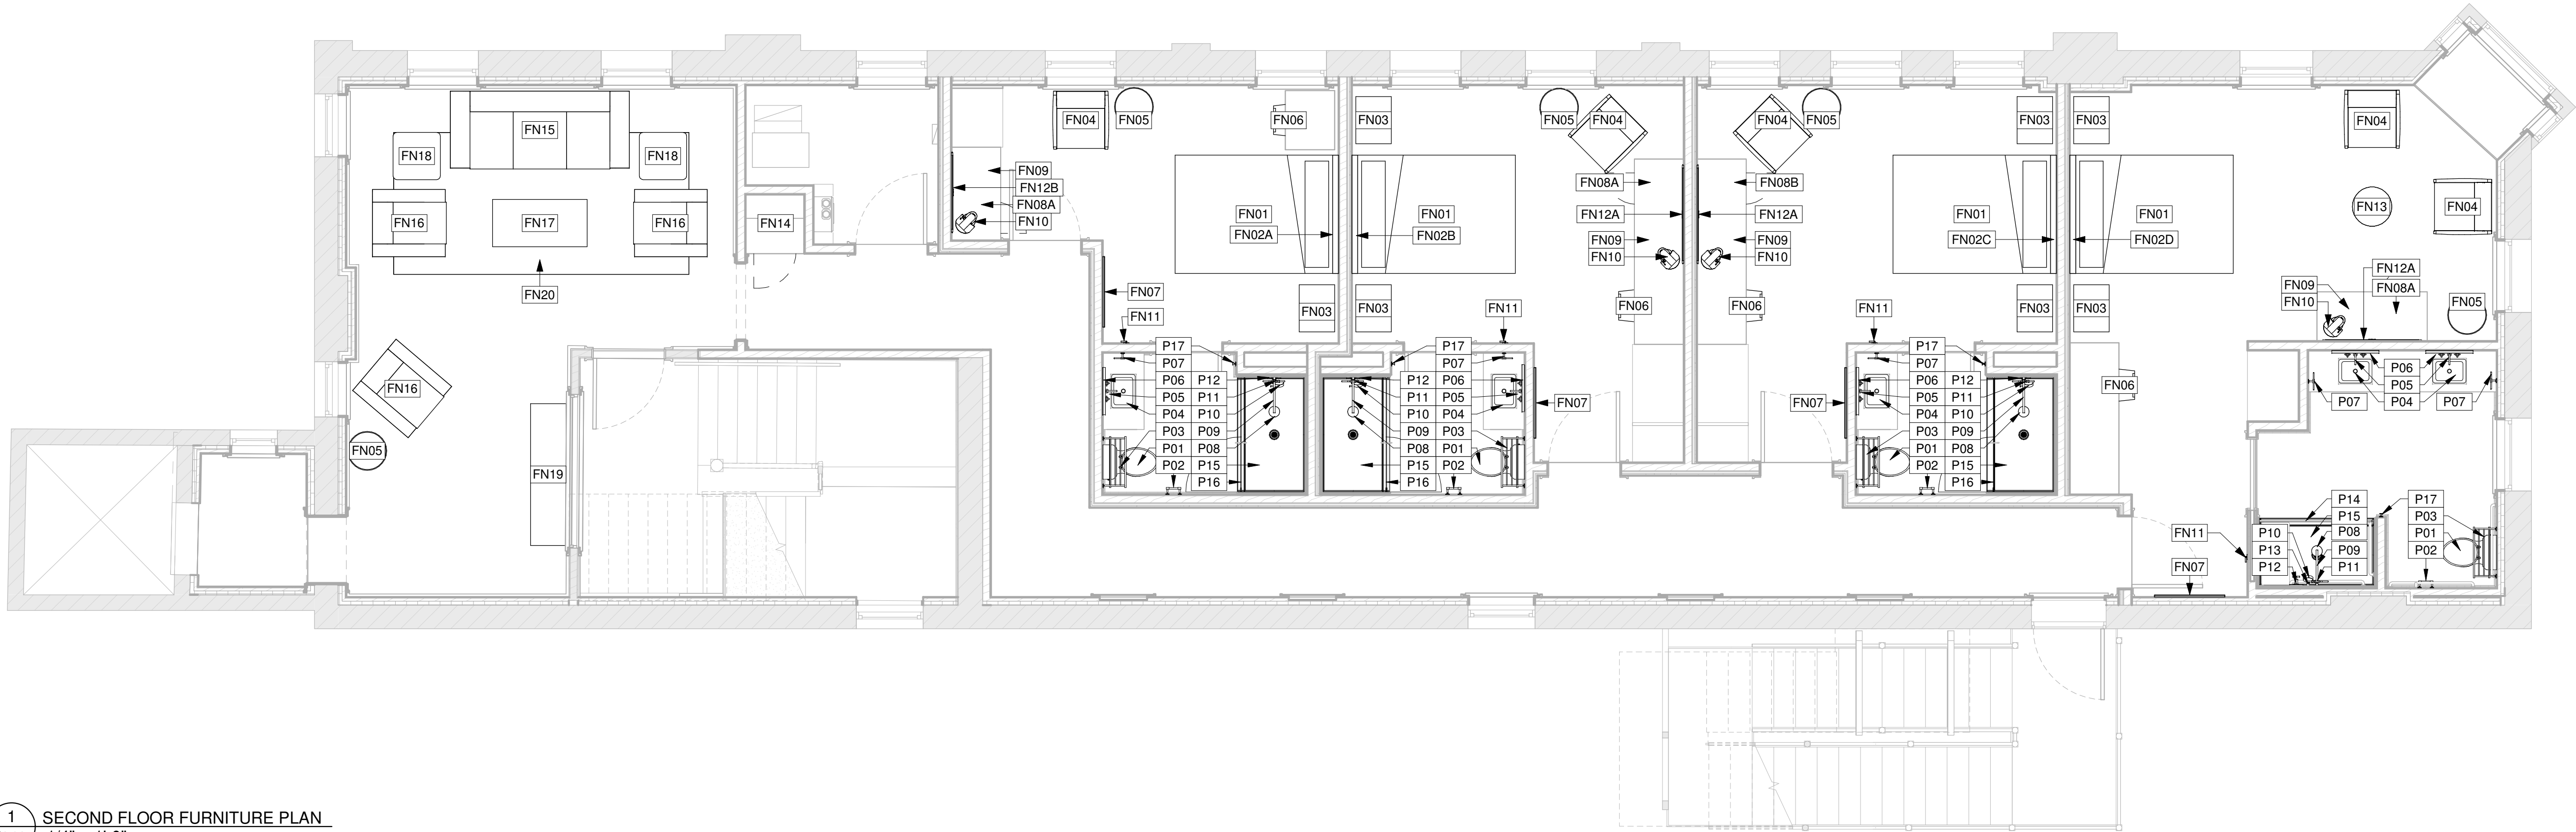 FN15
FN18
FN18
FN16
FN17
FN16
FN20
FN16
FN05
FN19
FN14
FN04
FN05
FN06
FN09
FN12B
FN08A
FN10
FN01
FN02A
FN07
FN11
FN03
P17
P07
P06
P12
P05
P11
P04
P10
P03
P09
P01
P08
P02
P15
P16
FN03
FN05
FN04
FN08A
FN01
FN12A
FN02B
FN09
FN10
FN03
FN11
FN06
P17
P07
P12
P06
P11
P05
P10
P04
P09
P03
P08
P01
P15
P02
P16
FN07
FN04
FN05
FN03
FN08B
FN12A
FN01
FN09
FN02C
FN10
FN06
FN11
FN03
FN07
P17
P07
P06
P12
P05
P11
P04
P10
P03
P09
P01
P08
P02
P15
P16
FN03
FN04
FN01
FN13
FN04
FN02D
FN12A
FN09
FN08A
FN10
FN05
FN03
FN06
P06
P05
P07
P04
P07
P14
P17
P15
P03
FN11
P10
P08
P01
P13
P09
P02
P12
P11
FN07
1
SECOND FLOOR FURNITURE PLAN